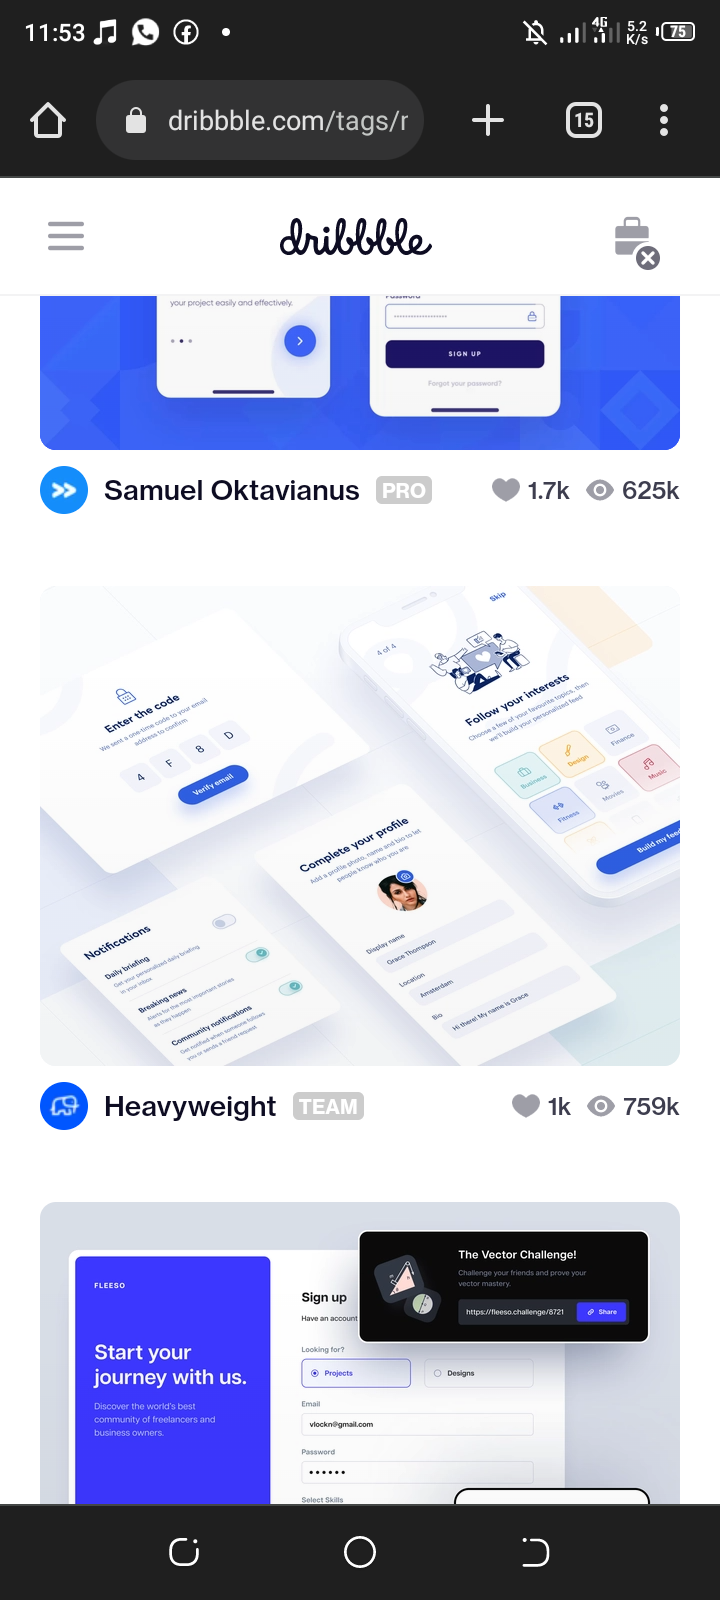 11:53
4G
5.2
K/s
75
dribbble.com/tags/r
15
dribbble
your project easily and effectively.
Password
SIGN UP
Forgot your password?
Samuel Oktavianus PRO 1.7k 625k
Skip
4 of 4
Follow your interests
Choose a few of your favourite topics, then
we'll build your personalized feed.
Business
Design
Finance
Fitness
Movies
Music
Build my feed
Enter the code
We sent a one-time code to your email
address to confirm
4 F 8 D
Verify email
Complete your profile
Add a profile photo, name and bio to let
people know who you are
Display name
Grace Thompson
Location
Amsterdam
Bio
Hi there! My name is Grace
Notifications
Daily briefing
Get your personalized daily briefing
in your inbox
Breaking news
Alerts for the most important stories
as they happen
Community notifications
Get notified when someone follows
you or sends a friend request
Heavyweight TEAM 1k 759k
The Vector Challenge!
Challenge your friends and prove your
vector mastery.
https://fleeso.challenge/8721 Share
FLEESO
Start your
journey with us.
Discover the world's best
community of freelancers and
business owners.
Sign up
Have an account
Looking for?
Projects Designs
Email
vlockn@gmail.com
Password
Select Skills